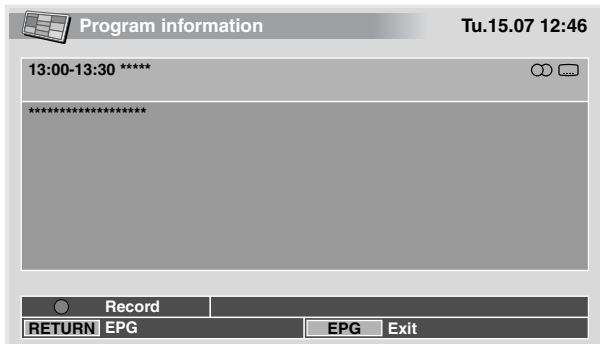 Program information Tu.15.07 12:46
13:00-13:30 *****
*******************
Record
RETURN EPG EPG Exit